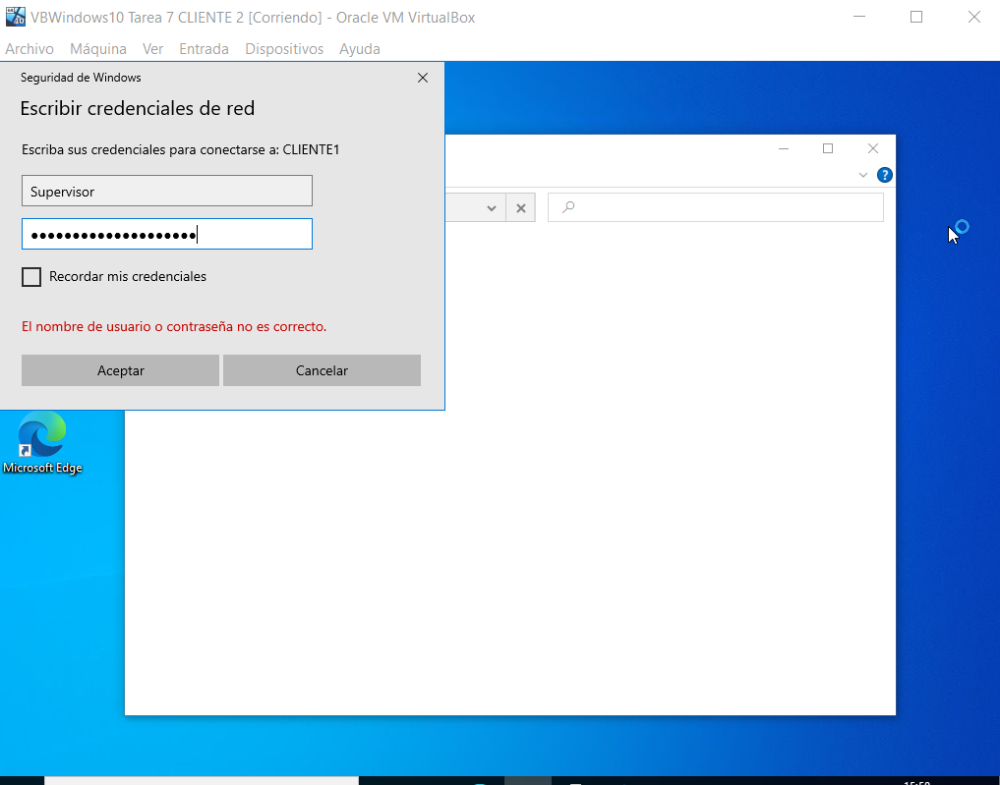 VBWindows10 Tarea 7 CLIENTE 2 [Corriendo] - Oracle VM VirtualBox
Archivo Máquina Ver Entrada Dispositivos Ayuda
Seguridad de Windows
Escribir credenciales de red
Escriba sus credenciales para conectarse a: CLIENTE1
Supervisor
Recordar mis credenciales
El nombre de usuario o contraseña no es correcto.
Aceptar Cancelar
Microsoft Edge